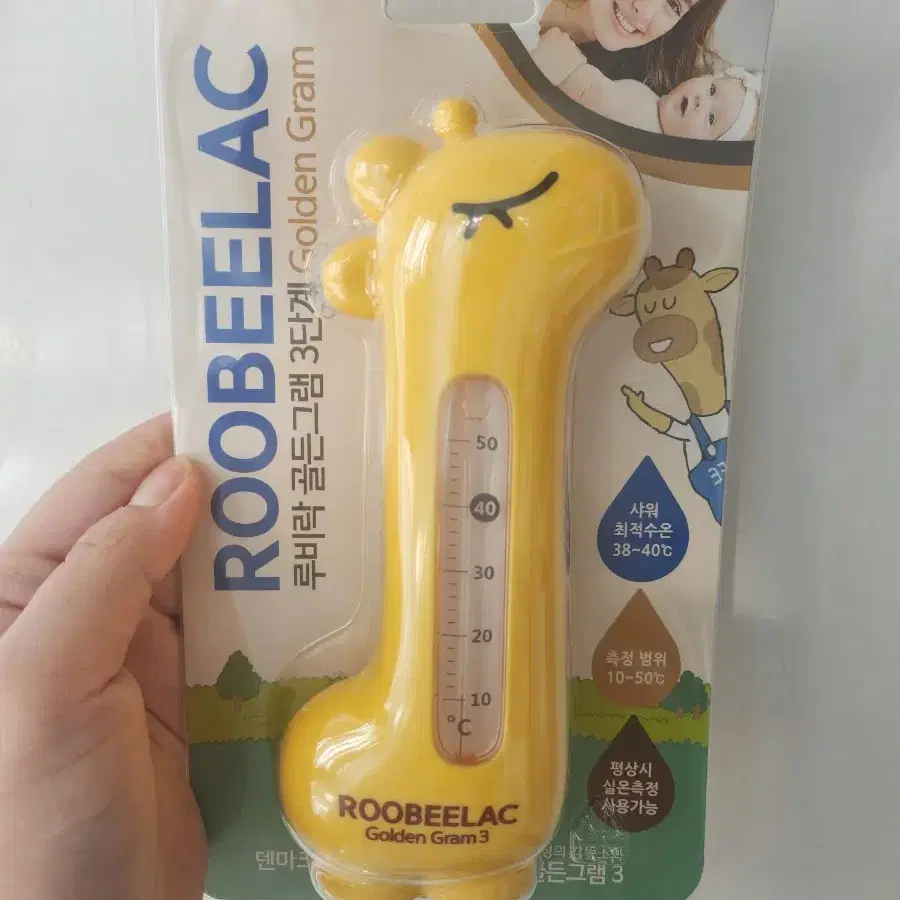 ROOBEELAC
루비락 골든그램 3단계 Golden Gram
50
40
30
20
10
°C
샤워
최적수온
38~40℃
측정 범위
10~50℃
평상시
실온측정
사용가능
ROOBEELAC
Golden Gram 3
덴마크
골든그램 3